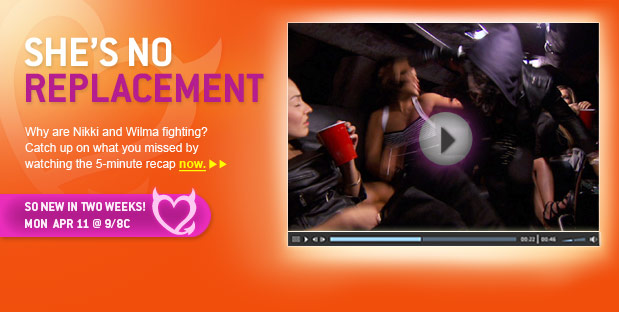 SHE'S NO
REPLACEMENT
Why are Nikki and Wilma fighting?
Catch up on what you missed by
watching the 5-minute recap now.
SO NEW IN TWO WEEKS!
MON APR 11 @ 9/8C
00:23 00:46